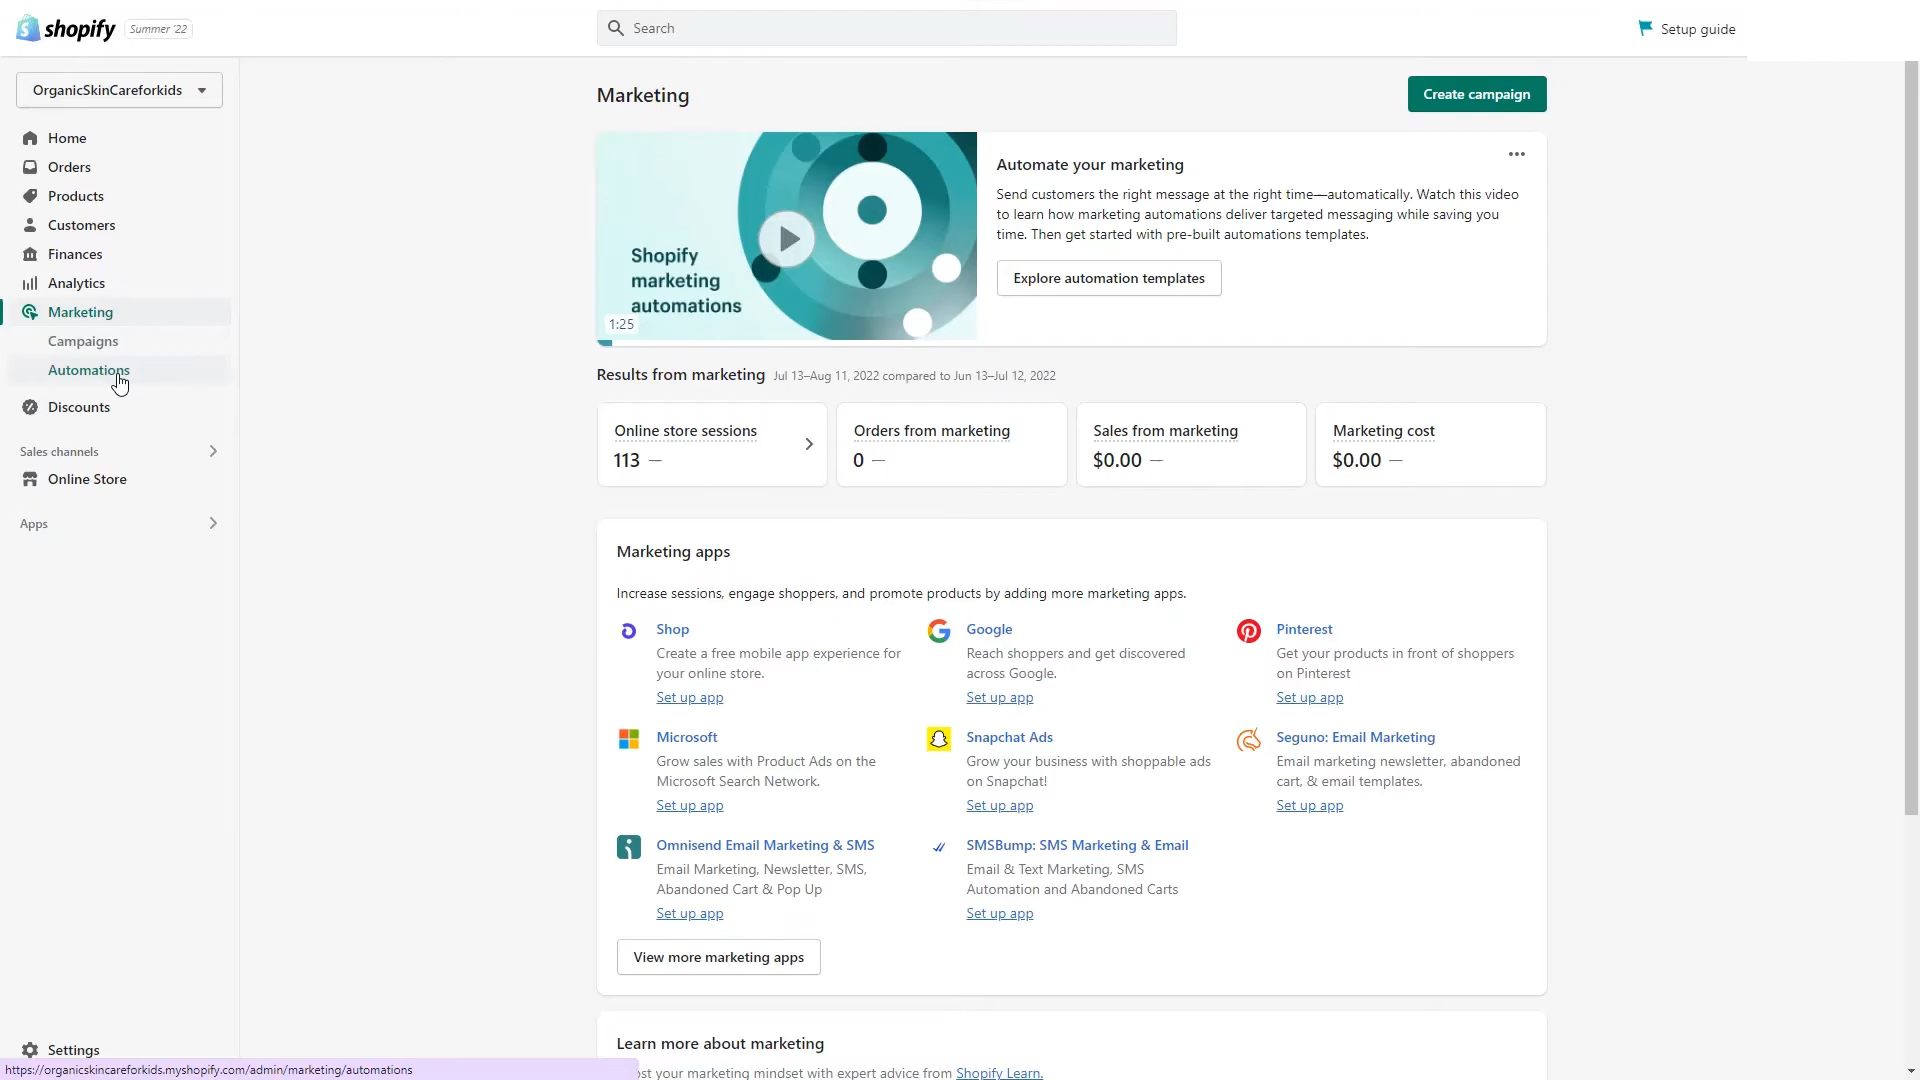 shopify Summer '22
Search
Setup guide
OrganicSkinCareforkids
Home
Orders
Products
Customers
Finances
Analytics
Marketing
Campaigns
Automations
Discounts
Sales channels
Online Store
Apps
Settings
https://organicskincareforkids.myshopify.com/admin/marketing/automations
Marketing
Create campaign
Shopify
marketing
automations
1:25
Automate your marketing
Send customers the right message at the right time—automatically. Watch this video
to learn how marketing automations deliver targeted messaging while saving you
time. Then get started with pre-built automations templates.
Explore automation templates
Results from marketing Jul 13–Aug 11, 2022 compared to Jun 13–Jul 12, 2022
Online store sessions
113 —
Orders from marketing
0 —
Sales from marketing
$0.00 —
Marketing cost
$0.00 —
Marketing apps
Increase sessions, engage shoppers, and promote products by adding more marketing apps.
Shop
Create a free mobile app experience for
your online store.
Set up app
Google
Reach shoppers and get discovered
across Google.
Set up app
Pinterest
Get your products in front of shoppers
on Pinterest
Set up app
Microsoft
Grow sales with Product Ads on the
Microsoft Search Network.
Set up app
Snapchat Ads
Grow your business with shoppable ads
on Snapchat!
Set up app
Seguno: Email Marketing
Email marketing newsletter, abandoned
cart, & email templates.
Set up app
Omnisend Email Marketing & SMS
Email Marketing, Newsletter, SMS,
Abandoned Cart & Pop Up
Set up app
SMSBump: SMS Marketing & Email
Email & Text Marketing, SMS
Automation and Abandoned Carts
Set up app
View more marketing apps
Learn more about marketing
your marketing mindset with expert advice from Shopify Learn.